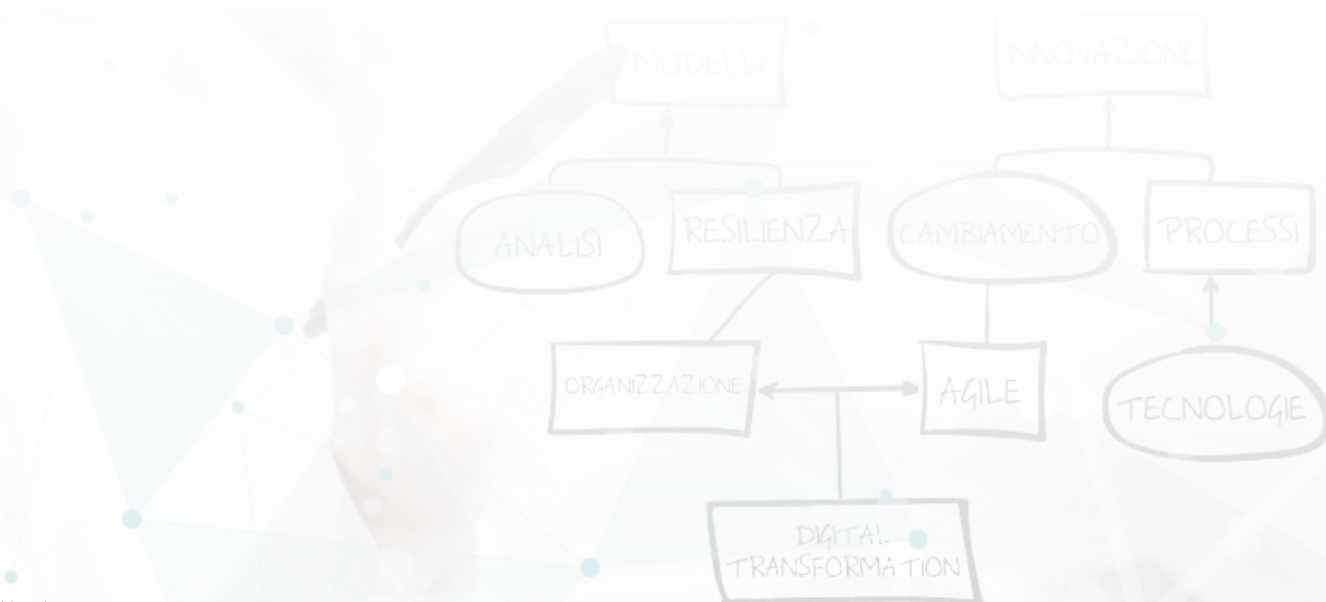 MODELLI
INNOVAZIONE
ANALISI
RESILIENZA
CAMBIAMENTO
PROCESSI
ORGANIZZAZIONE
AGILE
TECNOLOGIE
DIGITAL
TRANSFORMATION